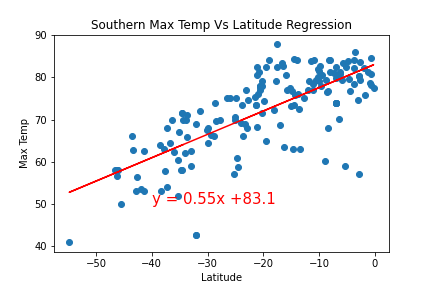 Southern Max Temp Vs Latitude Regression
90
80
70
60
50
40
Max Temp
y = 0.55x +83.1
−50 −40 −30 −20 −10 0
Latitude